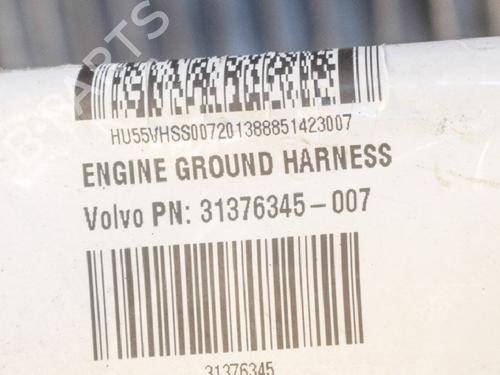 HU55VHSS007201388851423007
ENGINE GROUND HARNESS
Volvo PN: 31376345-007
31376345